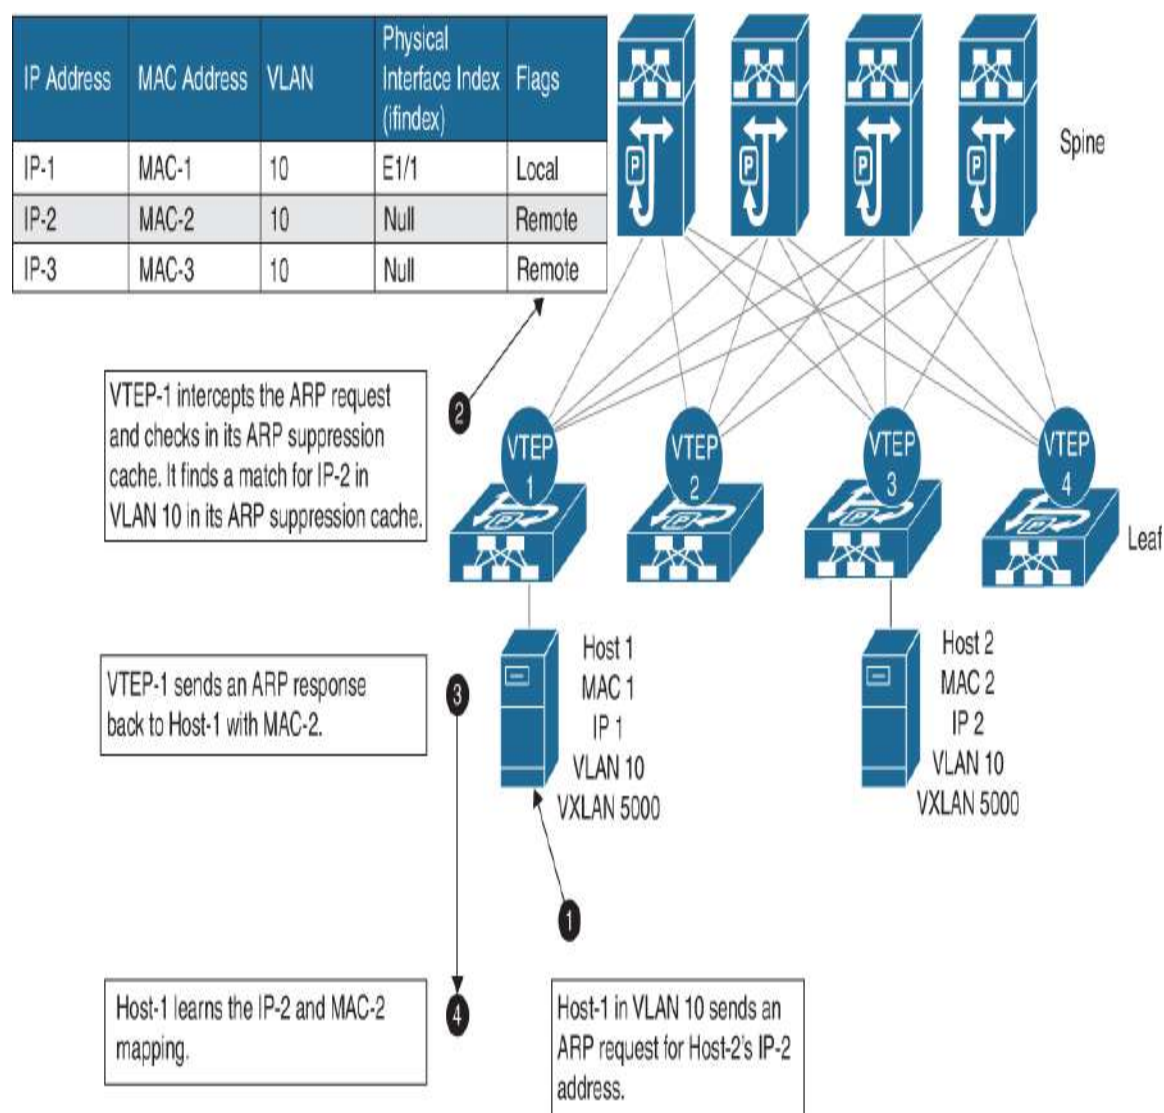 IP Address MAC Address VLAN Physical Interface Index (ifindex) Flags
IP-1 MAC-1 10 E1/1 Local
IP-2 MAC-2 10 Null Remote
IP-3 MAC-3 10 Null Remote
P
P
P
P
Spine
VTEP-1 intercepts the ARP request
and checks in its ARP suppression
cache. It finds a match for IP-2 in
VLAN 10 in its ARP suppression cache.
2
VTEP
1
VTEP
2
VTEP
3
VTEP
4
P
P
P
P
Leaf
Host 1
MAC 1
IP 1
VLAN 10
VXLAN 5000
Host 2
MAC 2
IP 2
VLAN 10
VXLAN 5000
VTEP-1 sends an ARP response
back to Host-1 with MAC-2.
3
1
Host-1 learns the IP-2 and MAC-2
mapping.
4
Host-1 in VLAN 10 sends an
ARP request for Host-2's IP-2
address.